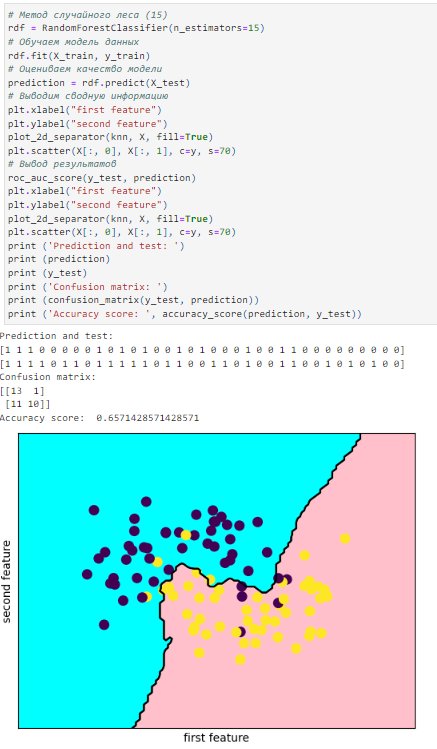 # Метод случайного леса (15)
rdf = RandomForestClassifier(n_estimators=15)
# Обучаем модель данных
rdf.fit(X_train, y_train)
# Оцениваем качество модели
prediction = rdf.predict(X_test)
# Выводим сводную информацию
plt.xlabel("first feature")
plt.ylabel("second feature")
plot_2d_separator(knn, X, fill=True)
plt.scatter(X[:, 0], X[:, 1], c=y, s=70)
# Вывод результатов
roc_auc_score(y_test, prediction)
plt.xlabel("first feature")
plt.ylabel("second feature")
plot_2d_separator(knn, X, fill=True)
plt.scatter(X[:, 0], X[:, 1], c=y, s=70)
print ('Prediction and test: ')
print (prediction)
print (y_test)
print ('Confusion matrix: ')
print (confusion_matrix(y_test, prediction))
print ('Accuracy score: ', accuracy_score(prediction, y_test))
Prediction and test:
[1 1 1 0 0 0 0 0 1 0 1 0 1 0 0 1 0 1 0 0 0 1 0 0 1 1 0 0 0 0 0 0 0 0 0]
[1 1 1 1 0 1 1 0 1 1 1 1 1 0 1 1 0 0 1 1 0 1 0 0 1 1 0 0 1 0 1 0 1 0 0]
Confusion matrix:
[[13 1]
[11 10]]
Accuracy score: 0.6571428571428571
second feature
first feature